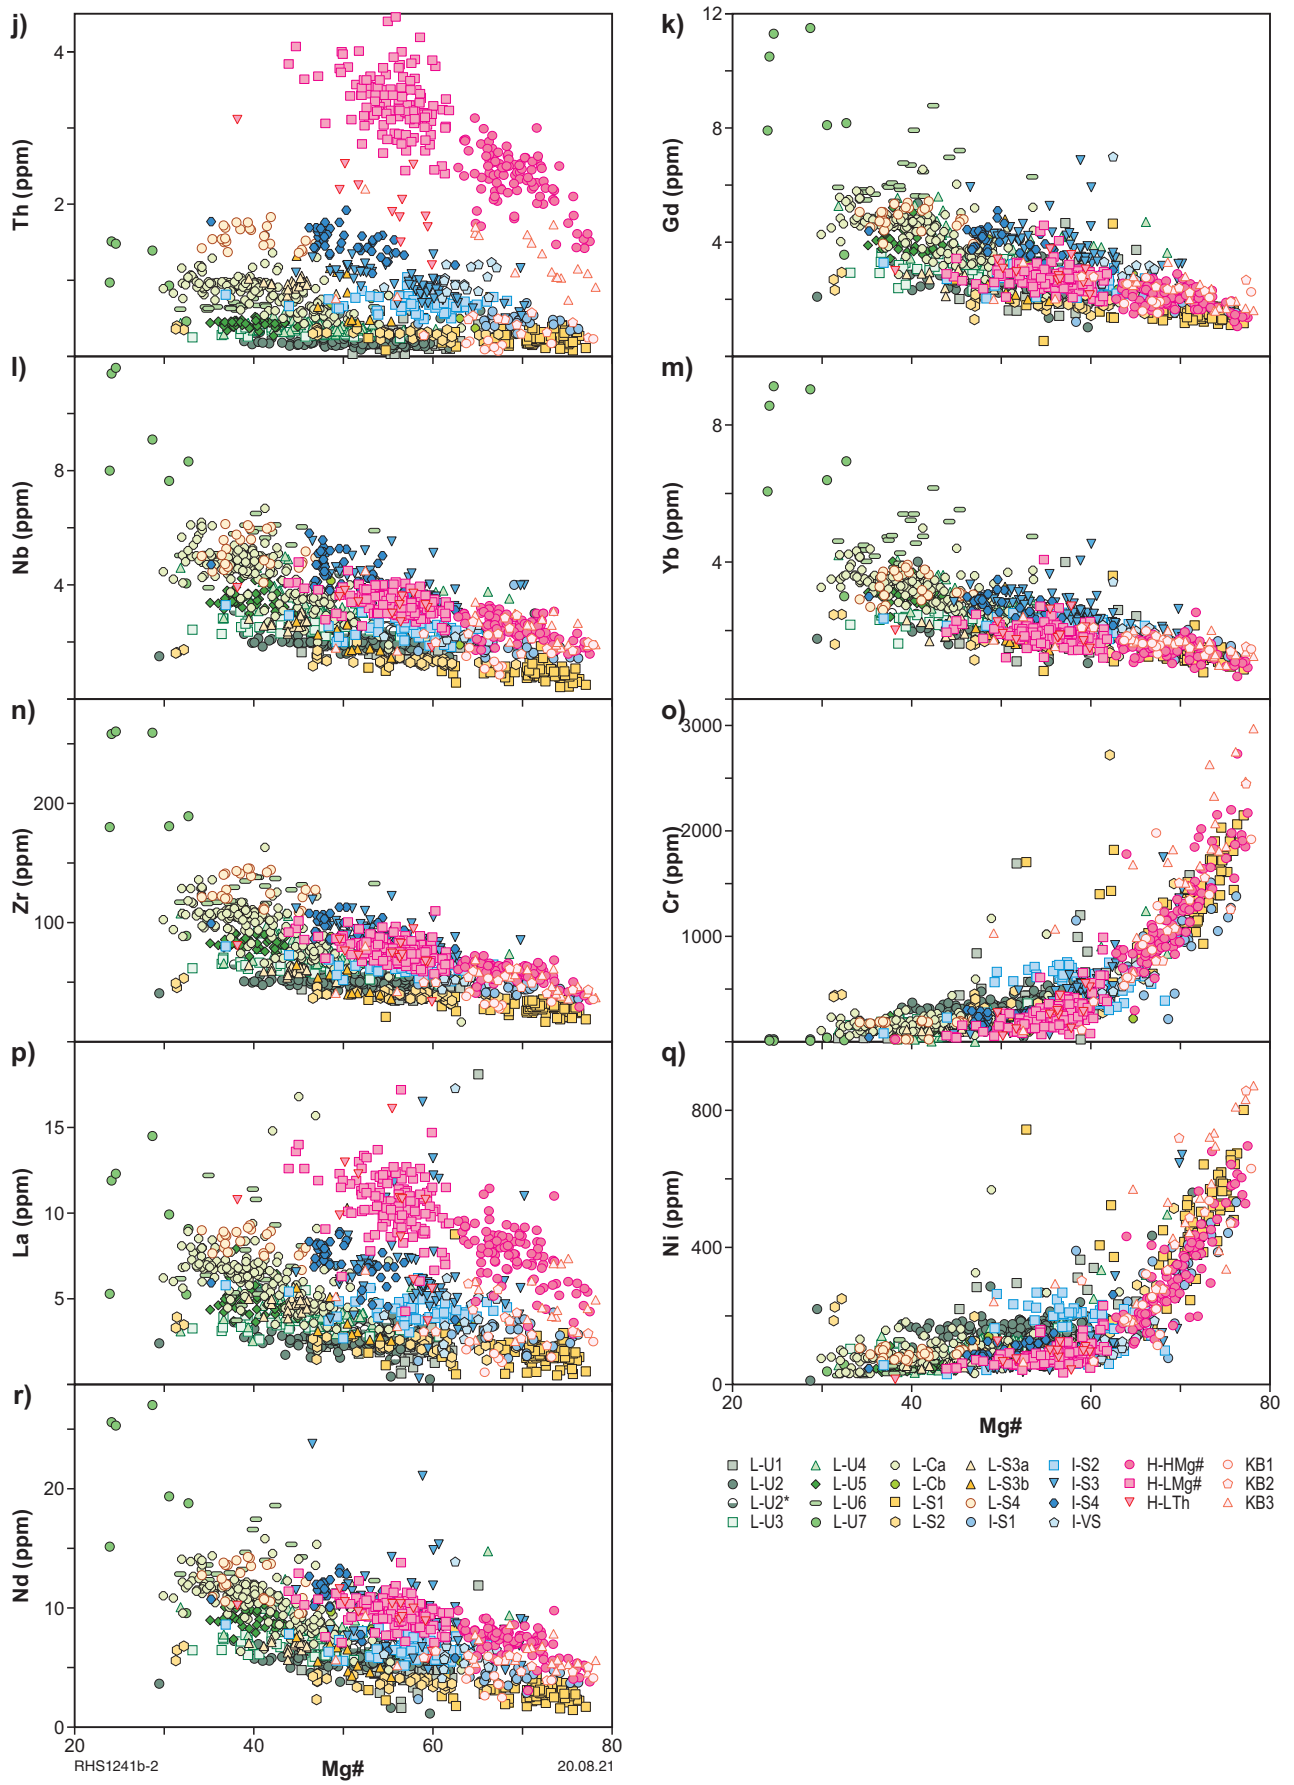 j)
4
2
Th (ppm)
k)
12
8
4
Gd (ppm)
l)
8
4
Nb (ppm)
m)
8
4
Yb (ppm)
n)
200
100
Zr (ppm)
o)
3000
2000
1000
Cr (ppm)
p)
15
10
5
La (ppm)
q)
800
400
0
Ni (ppm)
20 40 60 80
Mg#
r)
20
10
0
Nd (ppm)
20 40 60 80
Mg#
RHS1241b-2
20.08.21
L-U1 L-U4 L-Ca L-S3a I-S2 H-HMg# KB1
L-U2 L-U5 L-Cb L-S3b I-S3 H-LMg# KB2
L-U2* L-U6 L-S1 L-S4 I-S4 H-LTh KB3
L-U3 L-U7 L-S2 I-S1 I-VS